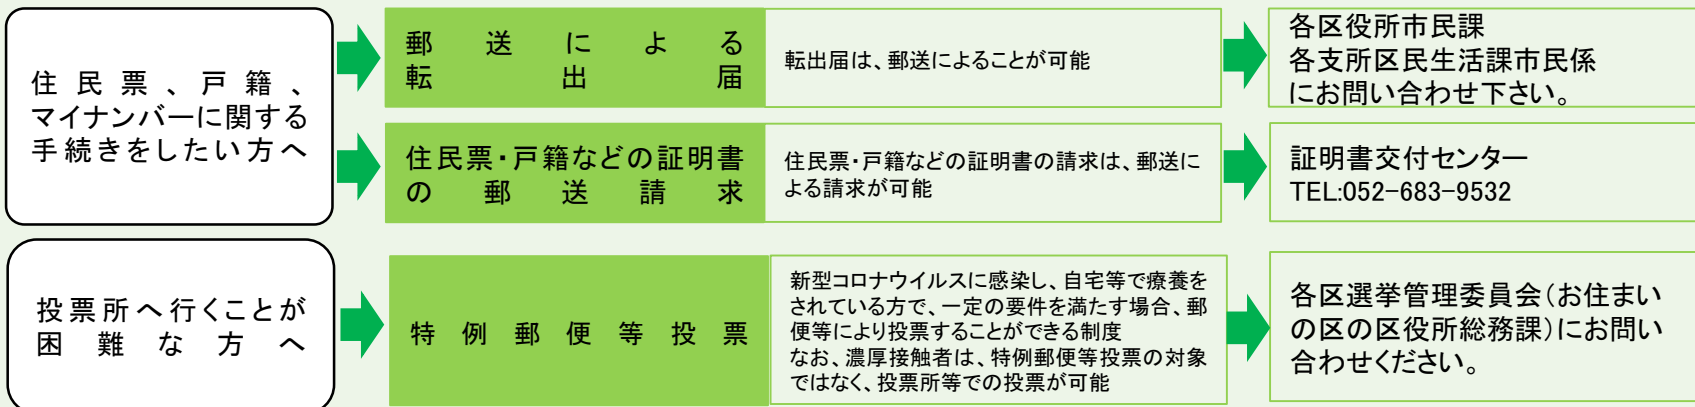 住民票、戸籍、
マイナンバーに関する
手続きをしたい方へ
郵送による
転出届
転出届は、郵送によることが可能
各区役所市民課
各支所区民生活課市民係
にお問い合わせ下さい。
住民票・戸籍などの証明書
の郵送請求
住民票・戸籍などの証明書の請求は、郵送に
よる請求が可能
証明書交付センター
TEL:052-683-9532
投票所へ行くことが
困難な方へ
特例郵便等投票
新型コロナウイルスに感染し、自宅等で療養を
されている方で、一定の要件を満たす場合、郵
便等により投票することができる制度
なお、濃厚接触者は、特例郵便等投票の対象
ではなく、投票所等での投票が可能
各区選挙管理委員会(お住まい
の区の区役所総務課)にお問い
合わせください。